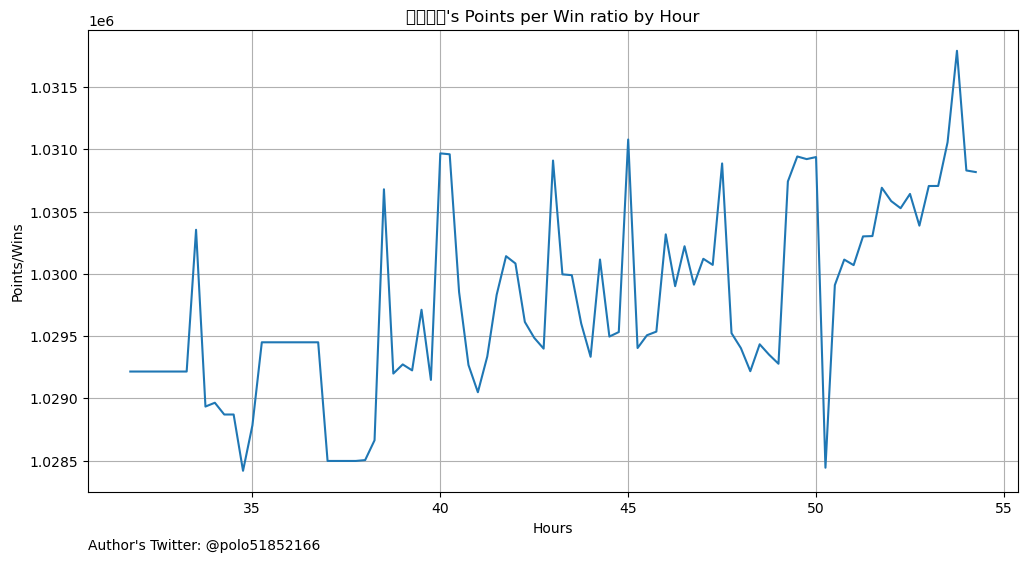 1e6
's Points per Win ratio by Hour
Points/Wins
1.0315
1.0310
1.0305
1.0300
1.0295
1.0290
1.0285
35
40
45
50
55
Hours
Author's Twitter: @polo51852166